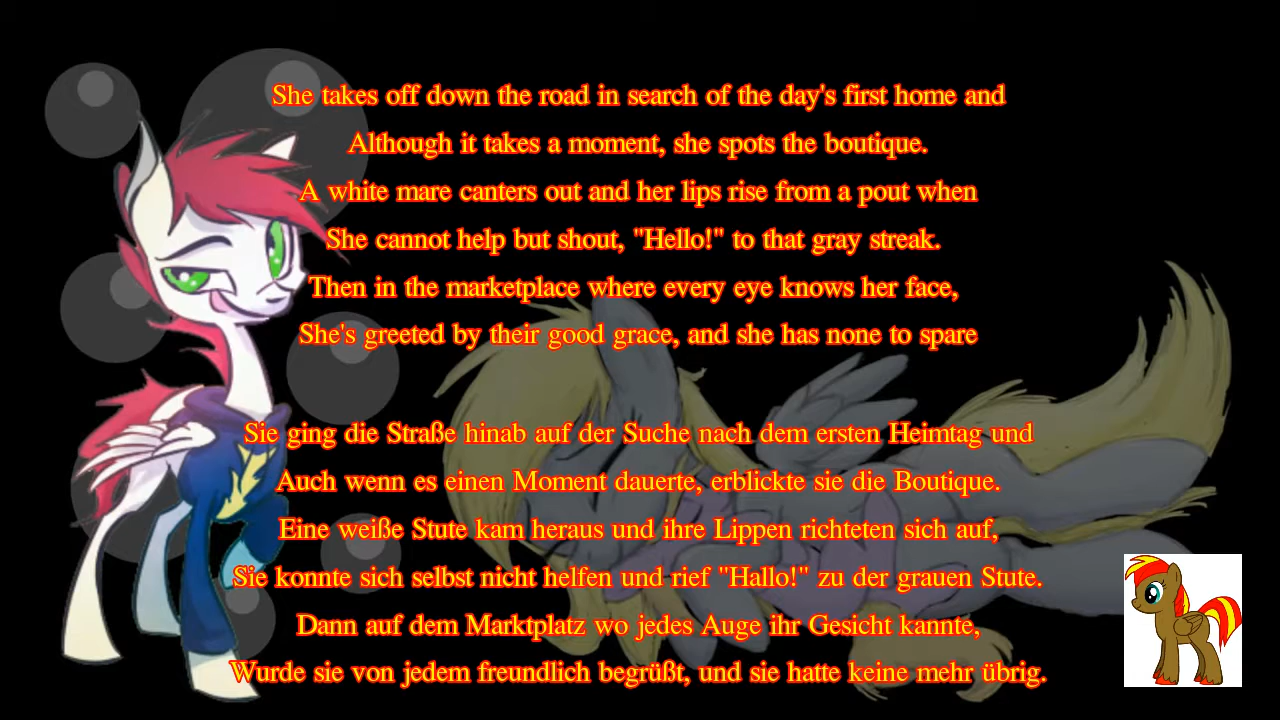 She takes off down the road in search of the day's first home and
Although it takes a moment, she spots the boutique.
A white mare canters out and her lips rise from a pout when
She cannot help but shout, "Hello!" to that gray streak.
Then in the marketplace where every eye knows her face,
She's greeted by their good grace, and she has none to spare
Sie ging die Straße hinab auf der Suche nach dem ersten Heimtag und
Auch wenn es einen Moment dauerte, erblickte sie die Boutique.
Eine weiße Stute kam heraus und ihre Lippen richteten sich auf,
Sie konnte sich selbst nicht helfen und rief "Hallo!" zu der grauen Stute.
Dann auf dem Marktplatz wo jedes Auge ihr Gesicht kannte,
Wurde sie von jedem freundlich begrüßt, und sie hatte keine mehr übrig.